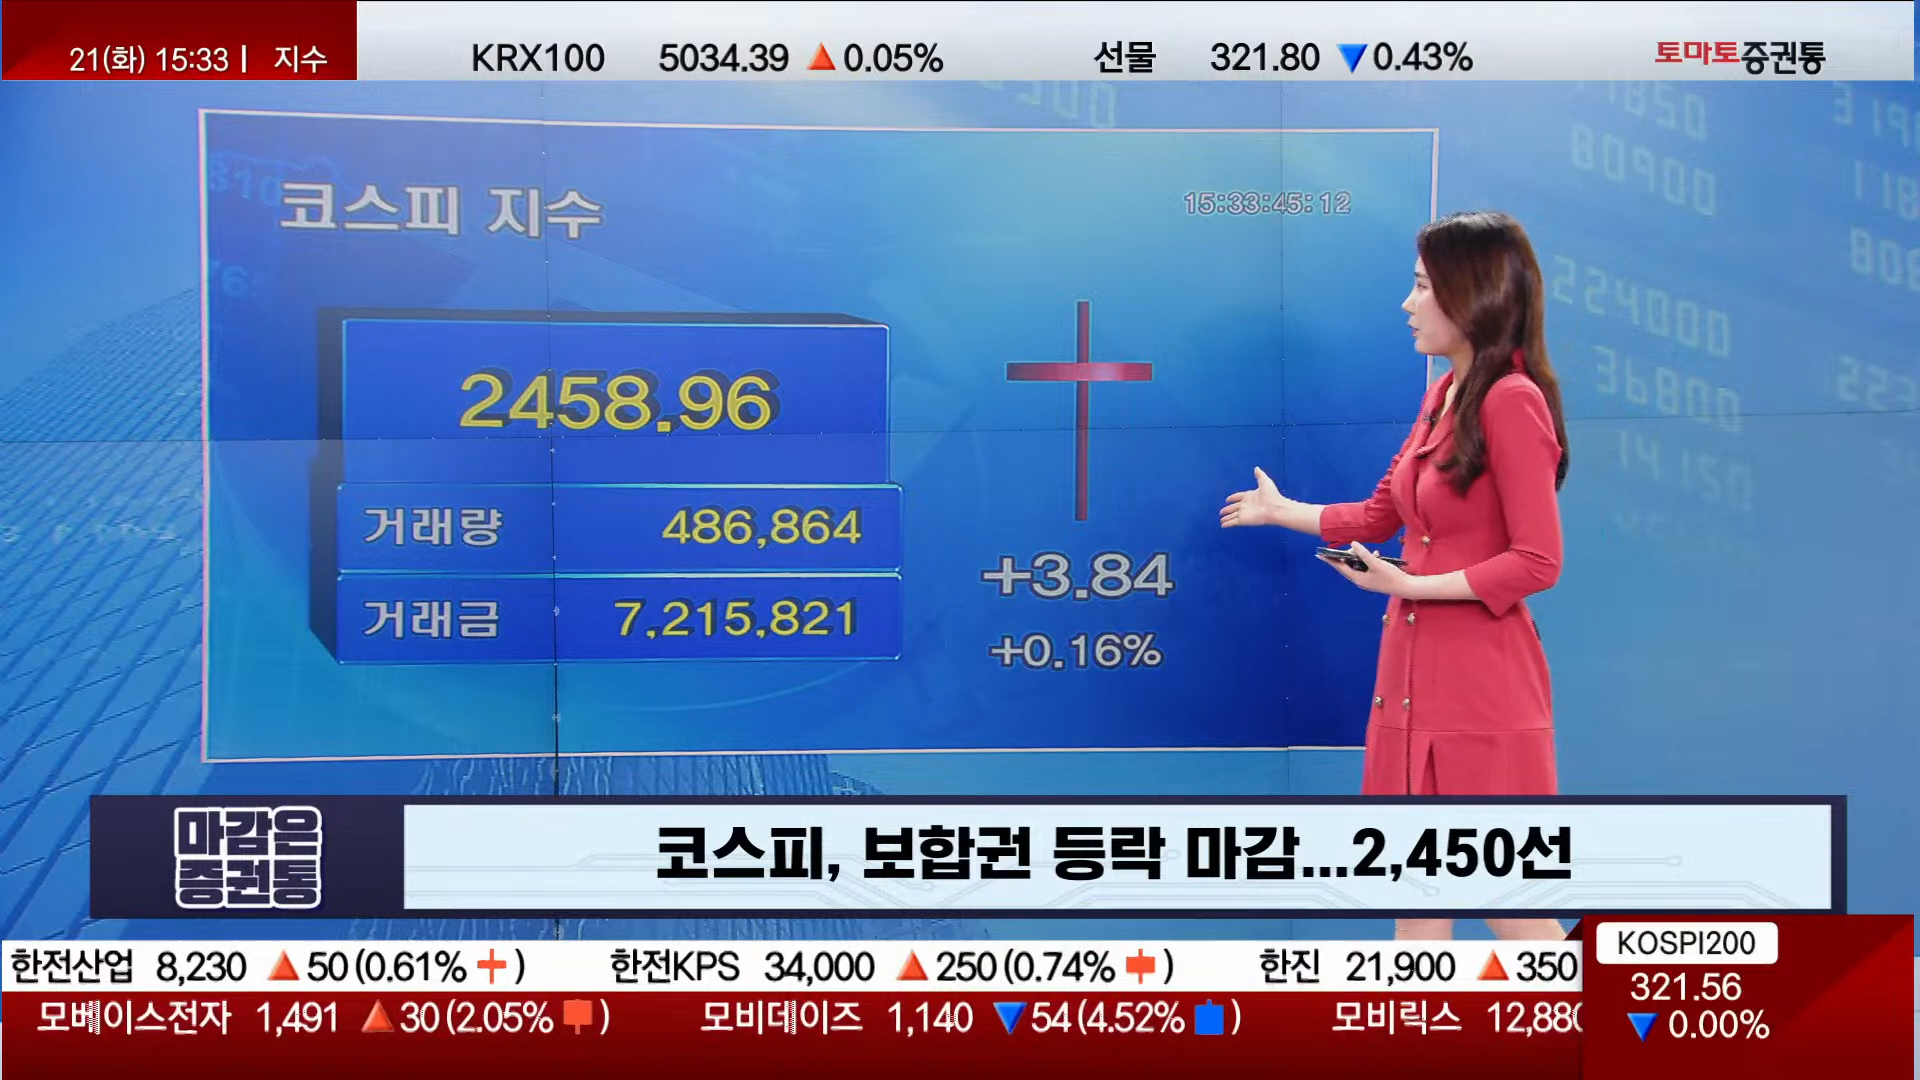 21(화) 15:33 | 지수
KRX100 5034.39 ▲ 0.05%
선물 321.80 ▼ 0.43%
토마토증권통
코스피 지수
15:33:45:12
2458.96
거래량 486,864
거래금 7,215,821
+3.84
+0.16%
11850
80900
224000
36800
14150
마감은
증권통
코스피, 보합권 등락 마감...2,450선
한전산업 8,230 ▲50(0.61%) 한전KPS 34,000 ▲250(0.74%) 한진 21,900 ▲350
모베이스전자 1,491 ▲30(2.05%) 모비데이즈 1,140 ▼54(4.52%) 모비릭스
KOSPI200
321.56
▼ 0.00%